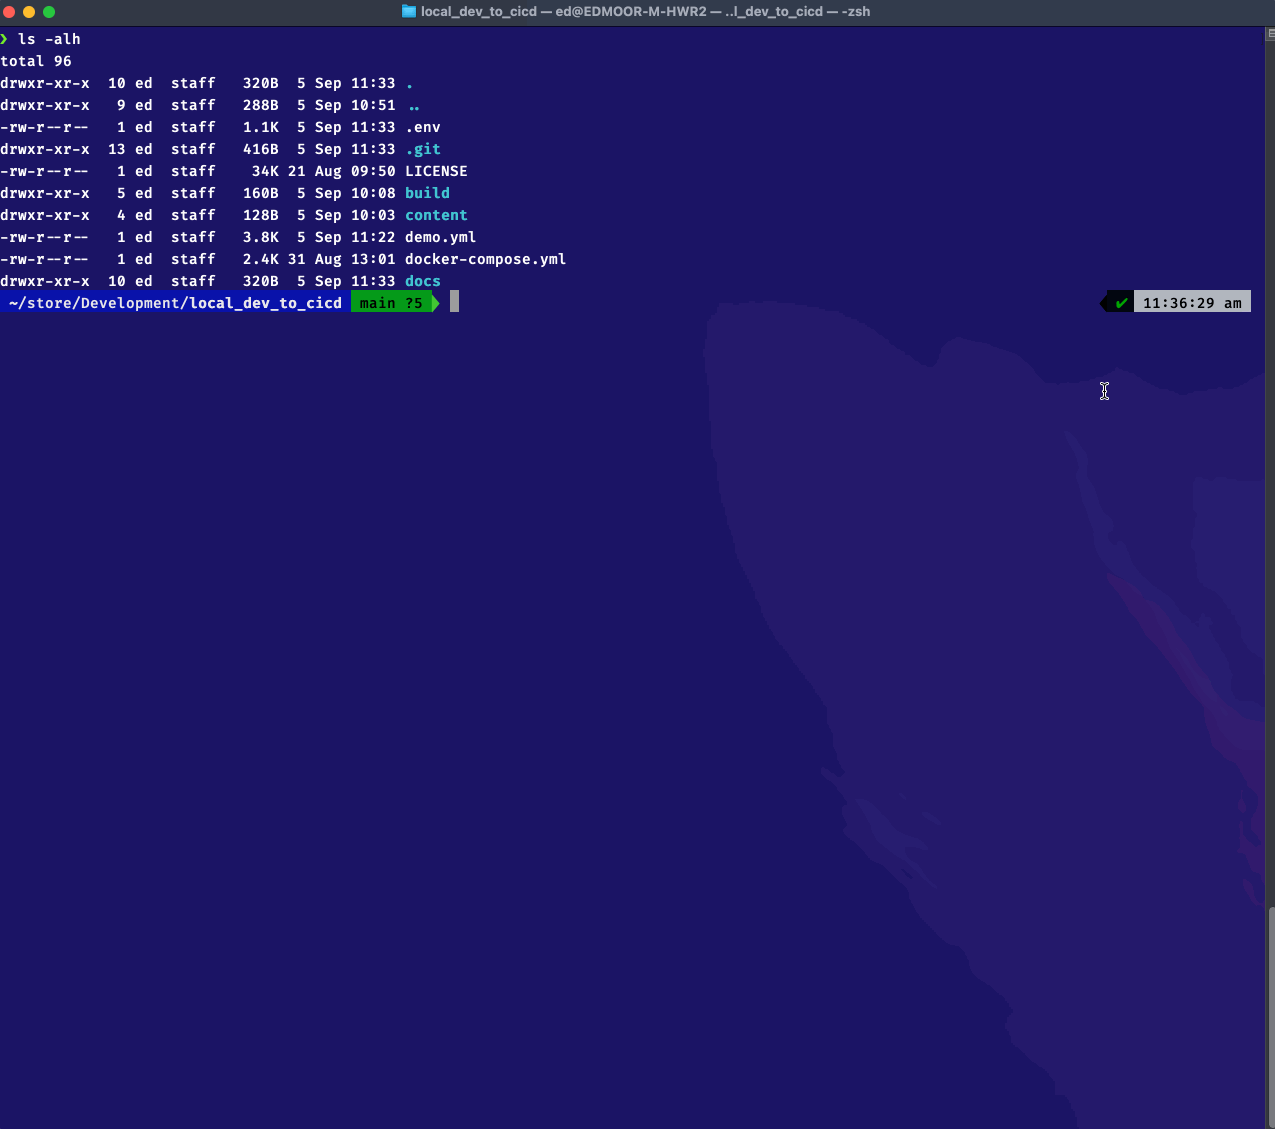 local_dev_to_cicd — ed@EDMOOR-M-HWR2 — ..l_dev_to_cicd — -zsh
❯ ls -alh
total 96
drwxr-xr-x  10 ed  staff   320B  5 Sep 11:33 .
drwxr-xr-x   9 ed  staff   288B  5 Sep 10:51 ..
-rw-r--r--   1 ed  staff   1.1K  5 Sep 11:33 .env
drwxr-xr-x  13 ed  staff   416B  5 Sep 11:33 .git
-rw-r--r--   1 ed  staff    34K 21 Aug 09:50 LICENSE
drwxr-xr-x   5 ed  staff   160B  5 Sep 10:08 build
drwxr-xr-x   4 ed  staff   128B  5 Sep 10:03 content
-rw-r--r--   1 ed  staff   3.8K  5 Sep 11:22 demo.yml
-rw-r--r--   1 ed  staff   2.4K 31 Aug 13:01 docker-compose.yml
drwxr-xr-x  10 ed  staff   320B  5 Sep 11:33 docs
~/store/Development/local_dev_to_cicd  main ?5  ✔  11:36:29 am